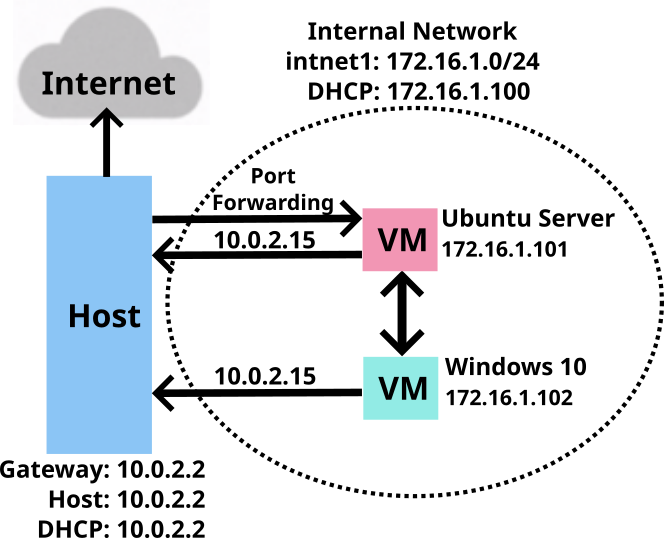 Internet
Internal Network
intnet1: 172.16.1.0/24
DHCP: 172.16.1.100
Port
Forwarding
10.0.2.15
VM
Ubuntu Server
172.16.1.101
Host
10.0.2.15
VM
Windows 10
172.16.1.102
Gateway: 10.0.2.2
Host: 10.0.2.2
DHCP: 10.0.2.2